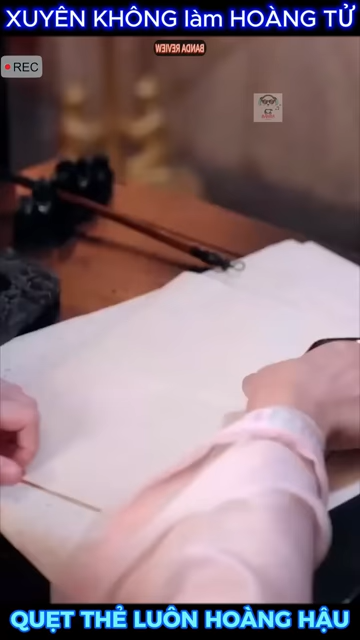 XUYÊN KHÔNG làm HOÀNG TỬ
BANDA REVIEW
REC
QUẸT THẺ LUÔN HOÀNG HẬU